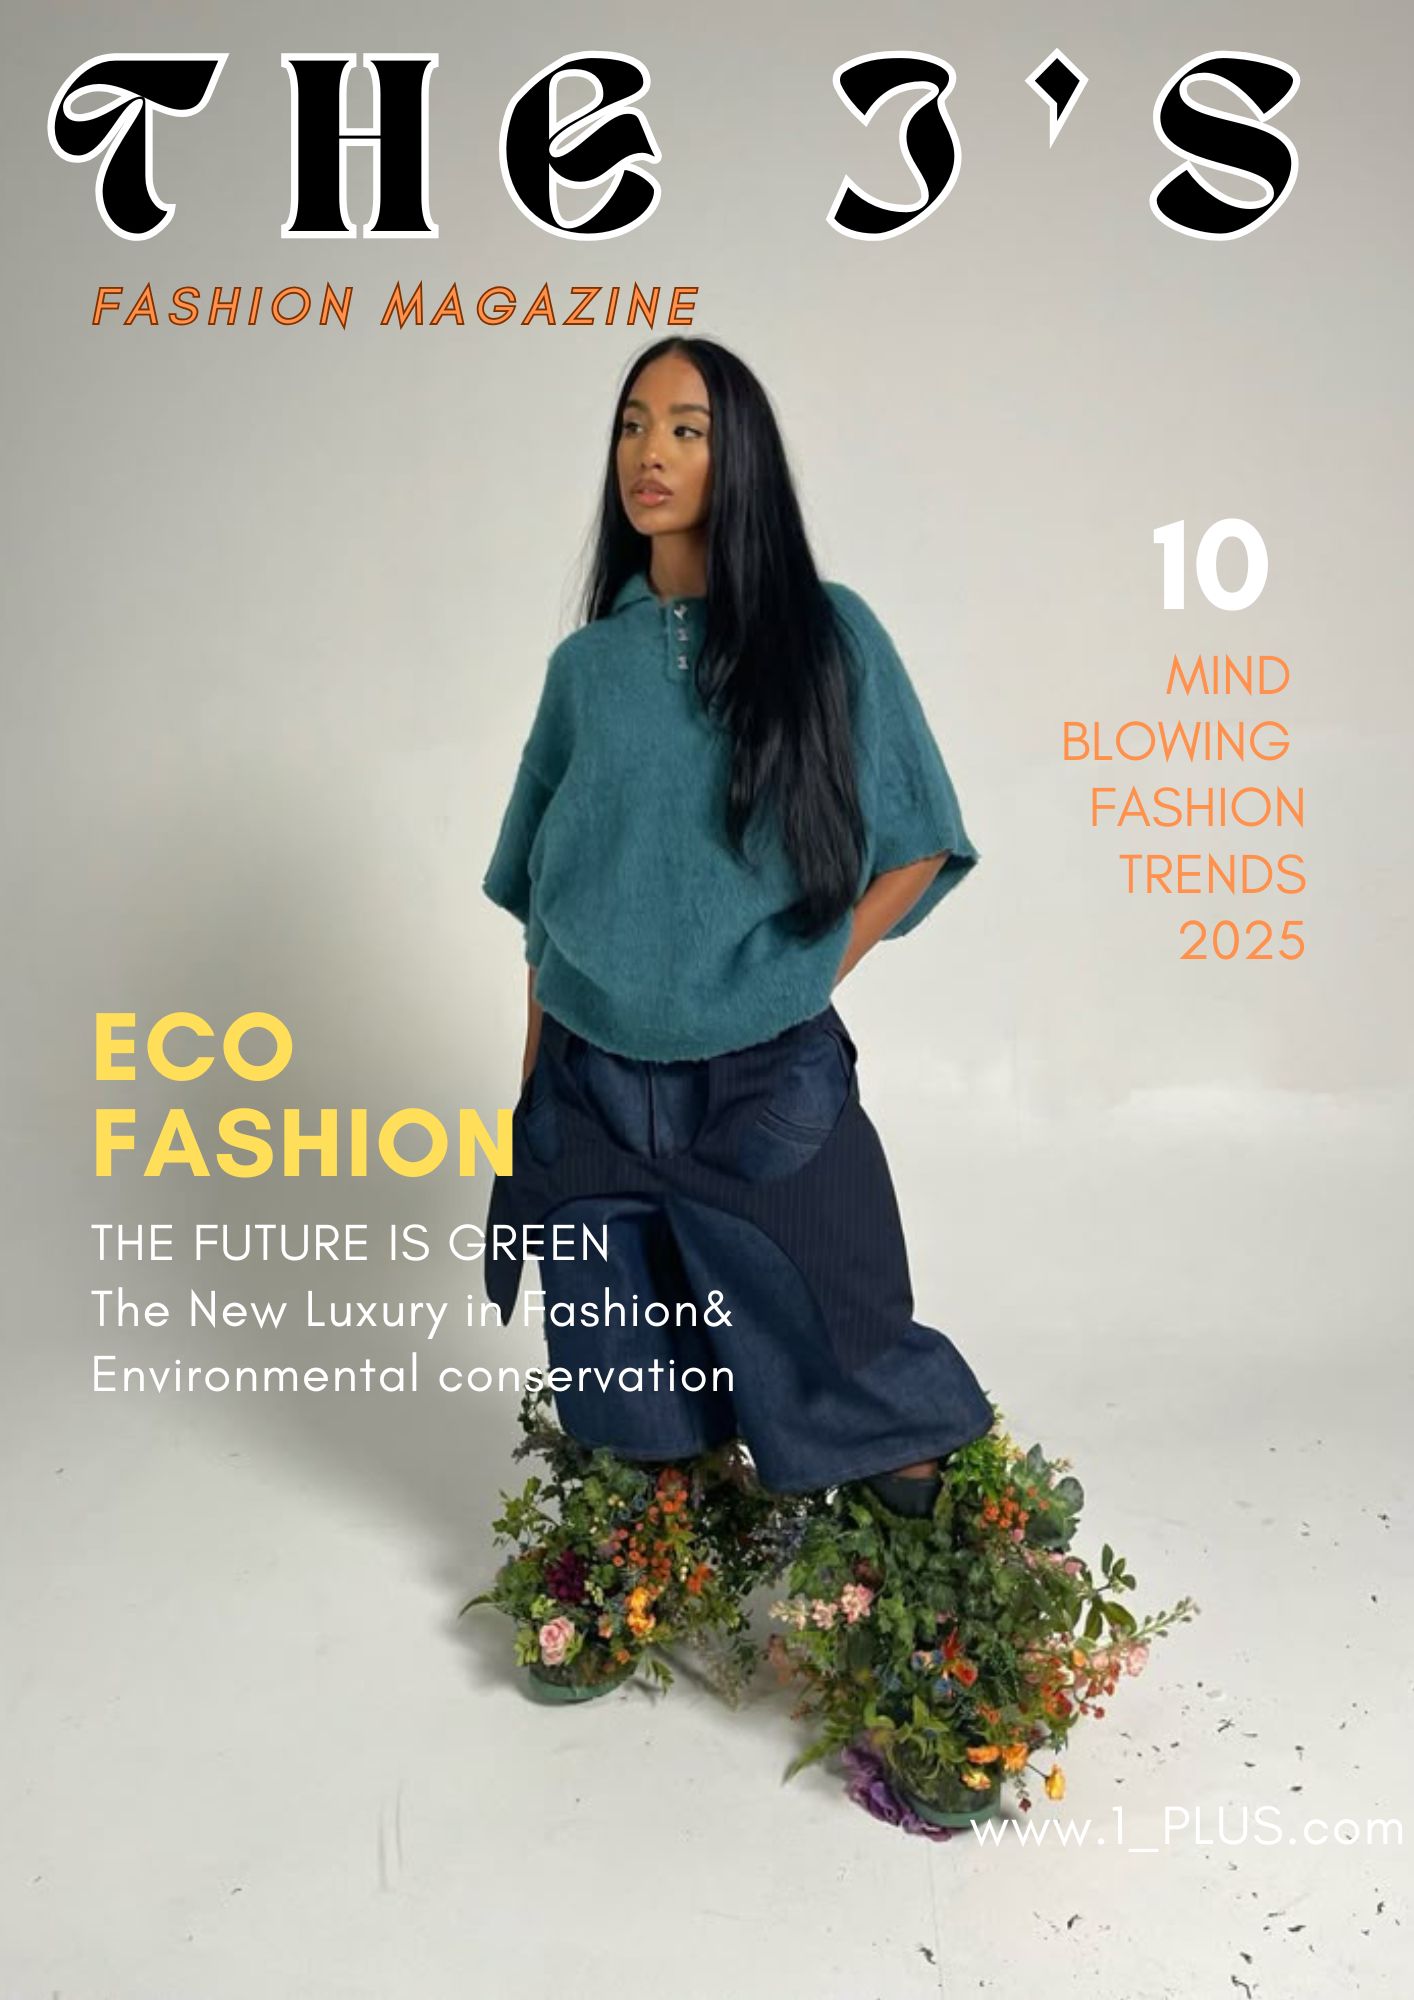 THE J'S
FASHION MAGAZINE
10
MIND
BLOWING
FASHION
TRENDS
2025
ECO
FASHION
THE FUTURE IS GREEN
The New Luxury in Fashion&
Environmental conservation
www.1_PLUS.com